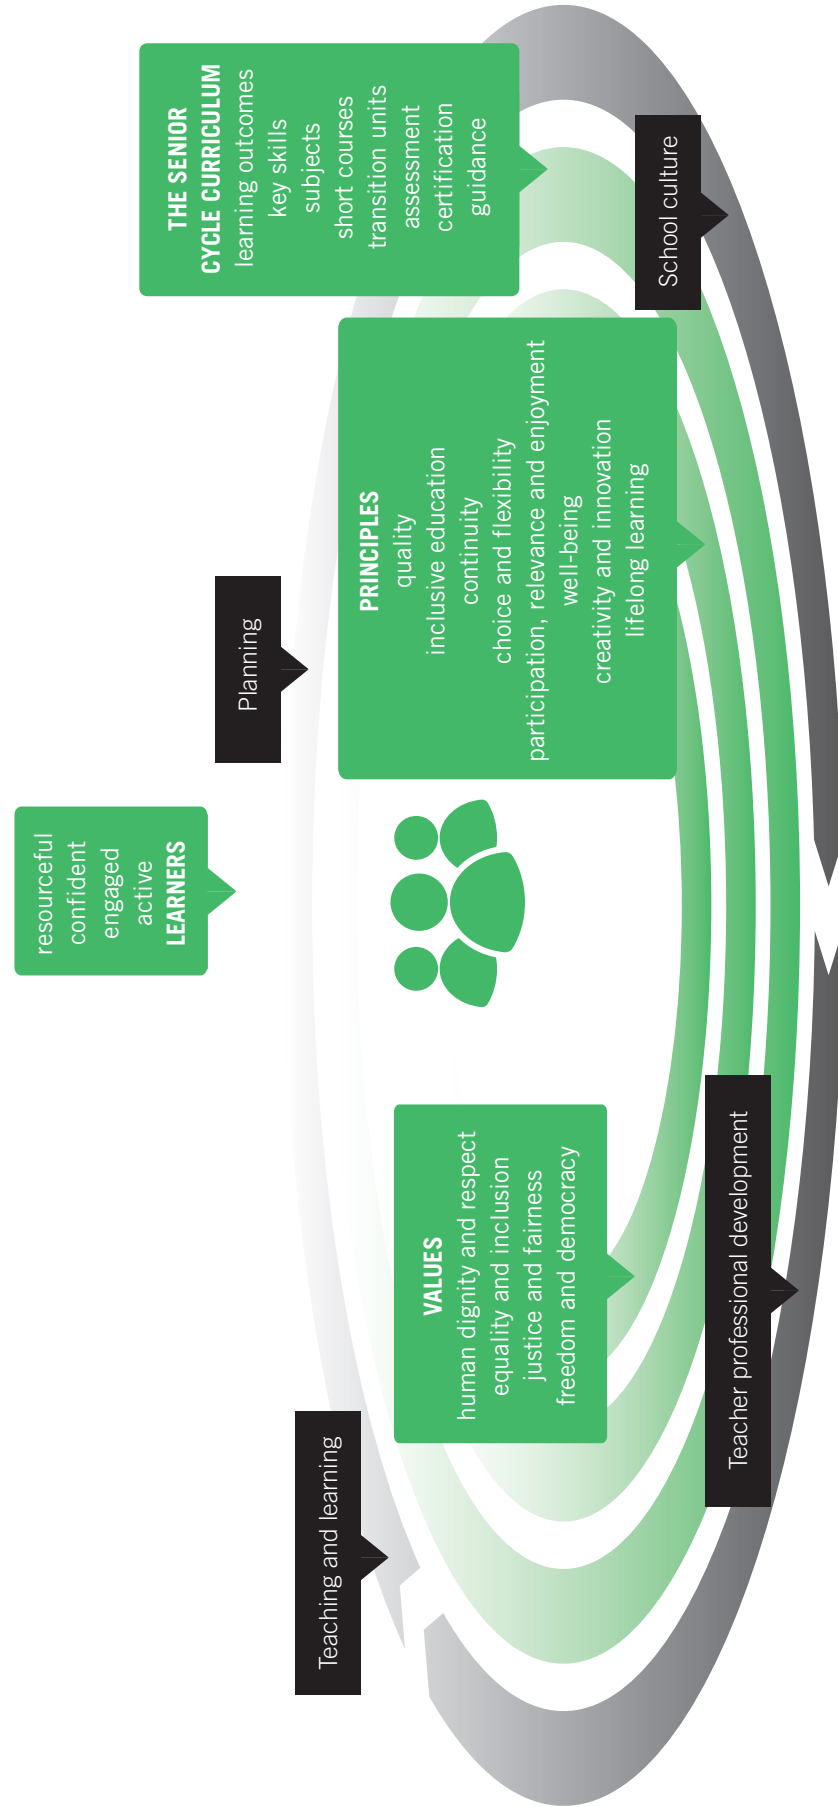 resourceful
confident
engaged
active
LEARNERS
Planning
THE SENIOR
CYCLE CURRICULUM
learning outcomes
key skills
subjects
short courses
transition units
assessment
certification
guidance
Teaching and learning
VALUES
human dignity and respect
equality and inclusion
justice and fairness
freedom and democracy
PRINCIPLES
quality
inclusive education
continuity
choice and flexibility
participation, relevance and enjoyment
well-being
creativity and innovation
lifelong learning
School culture
Teacher professional development